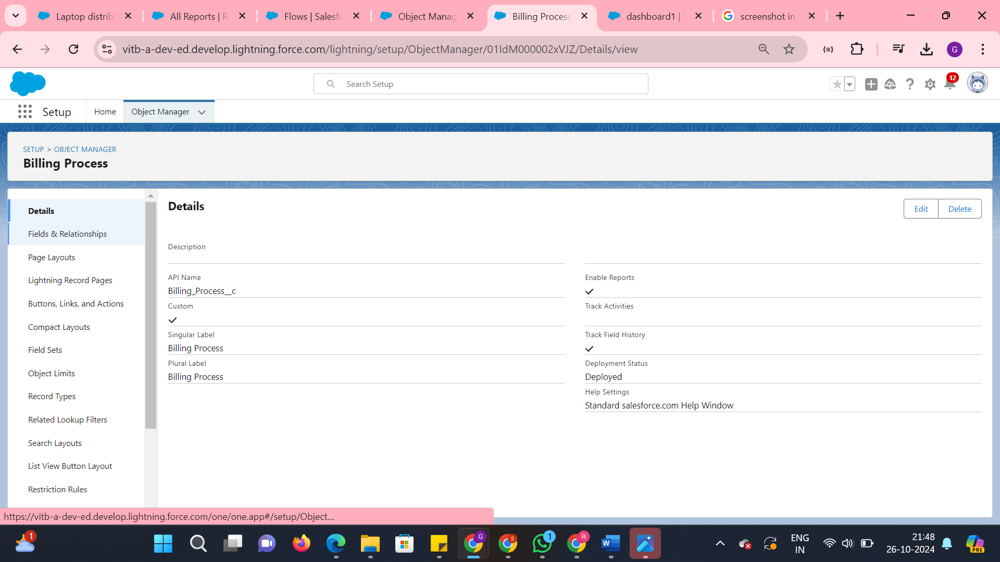 Laptop distrib
All Reports | R
Flows | Salesfo
Object Manag
Billing Process
dashboard1 | S
screenshot in
vitb-a-dev-ed.develop.lightning.force.com/lightning/setup/ObjectManager/01IdM000002xVJZ/Details/view
G
Search Setup
12
Setup
Home
Object Manager
SETUP > OBJECT MANAGER
Billing Process
Details
Fields & Relationships
Page Layouts
Lightning Record Pages
Buttons, Links, and Actions
Compact Layouts
Field Sets
Object Limits
Record Types
Related Lookup Filters
Search Layouts
List View Button Layout
Restriction Rules
Details
Edit
Delete
Description
API Name
Billing_Process__c
Custom
Singular Label
Billing Process
Plural Label
Billing Process
Enable Reports
Track Activities
Track Field History
Deployment Status
Deployed
Help Settings
Standard salesforce.com Help Window
https://vitb-a-dev-ed.develop.lightning.force.com/one/one.app#/setup/Object...
1
G
S
1
R
W
ENG
IN
21:48
26-10-2024
PRE